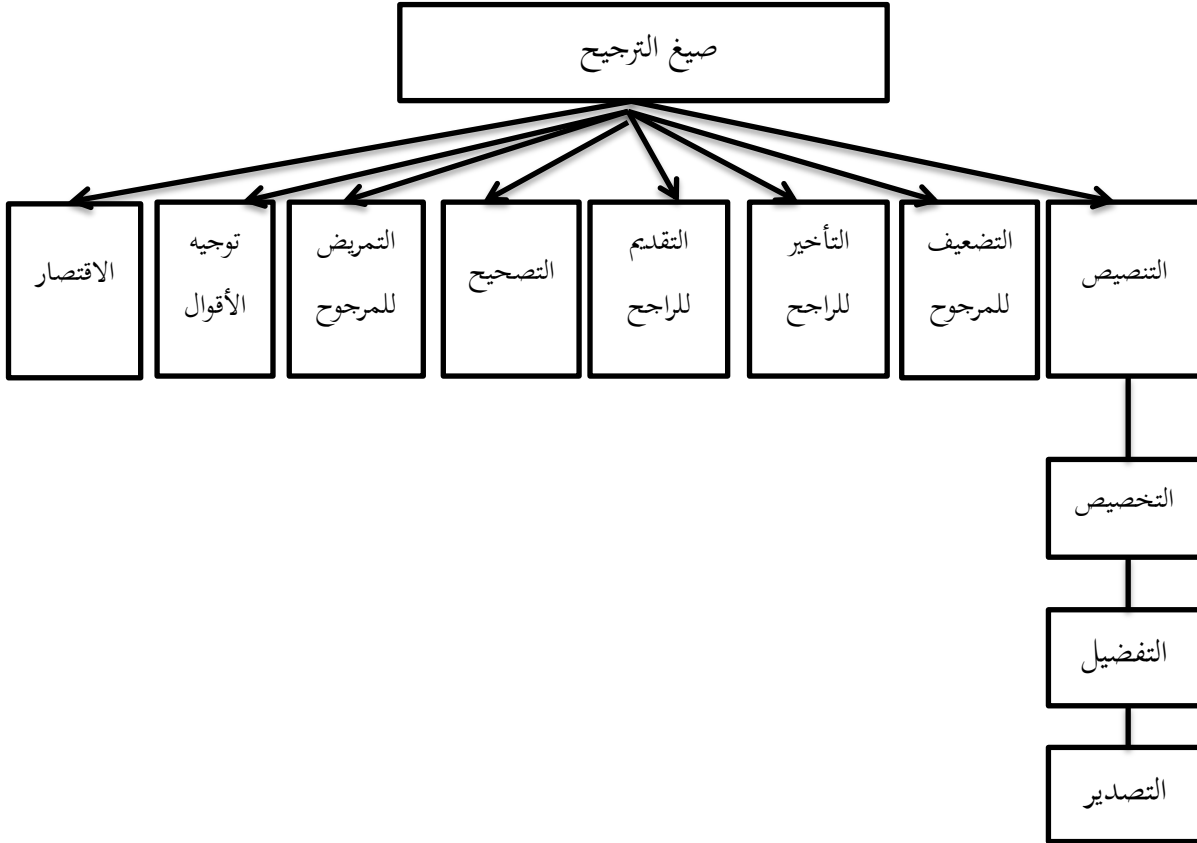 صيغ الترجيح
التنصيص
التضعيف
للمرجوح
التأخير
للراجح
التقديم
للراجح
التصحيح
التمريض
للمرجوح
توجيه
الأقوال
الاقتصار
التخصيص
التفضيل
التصدير